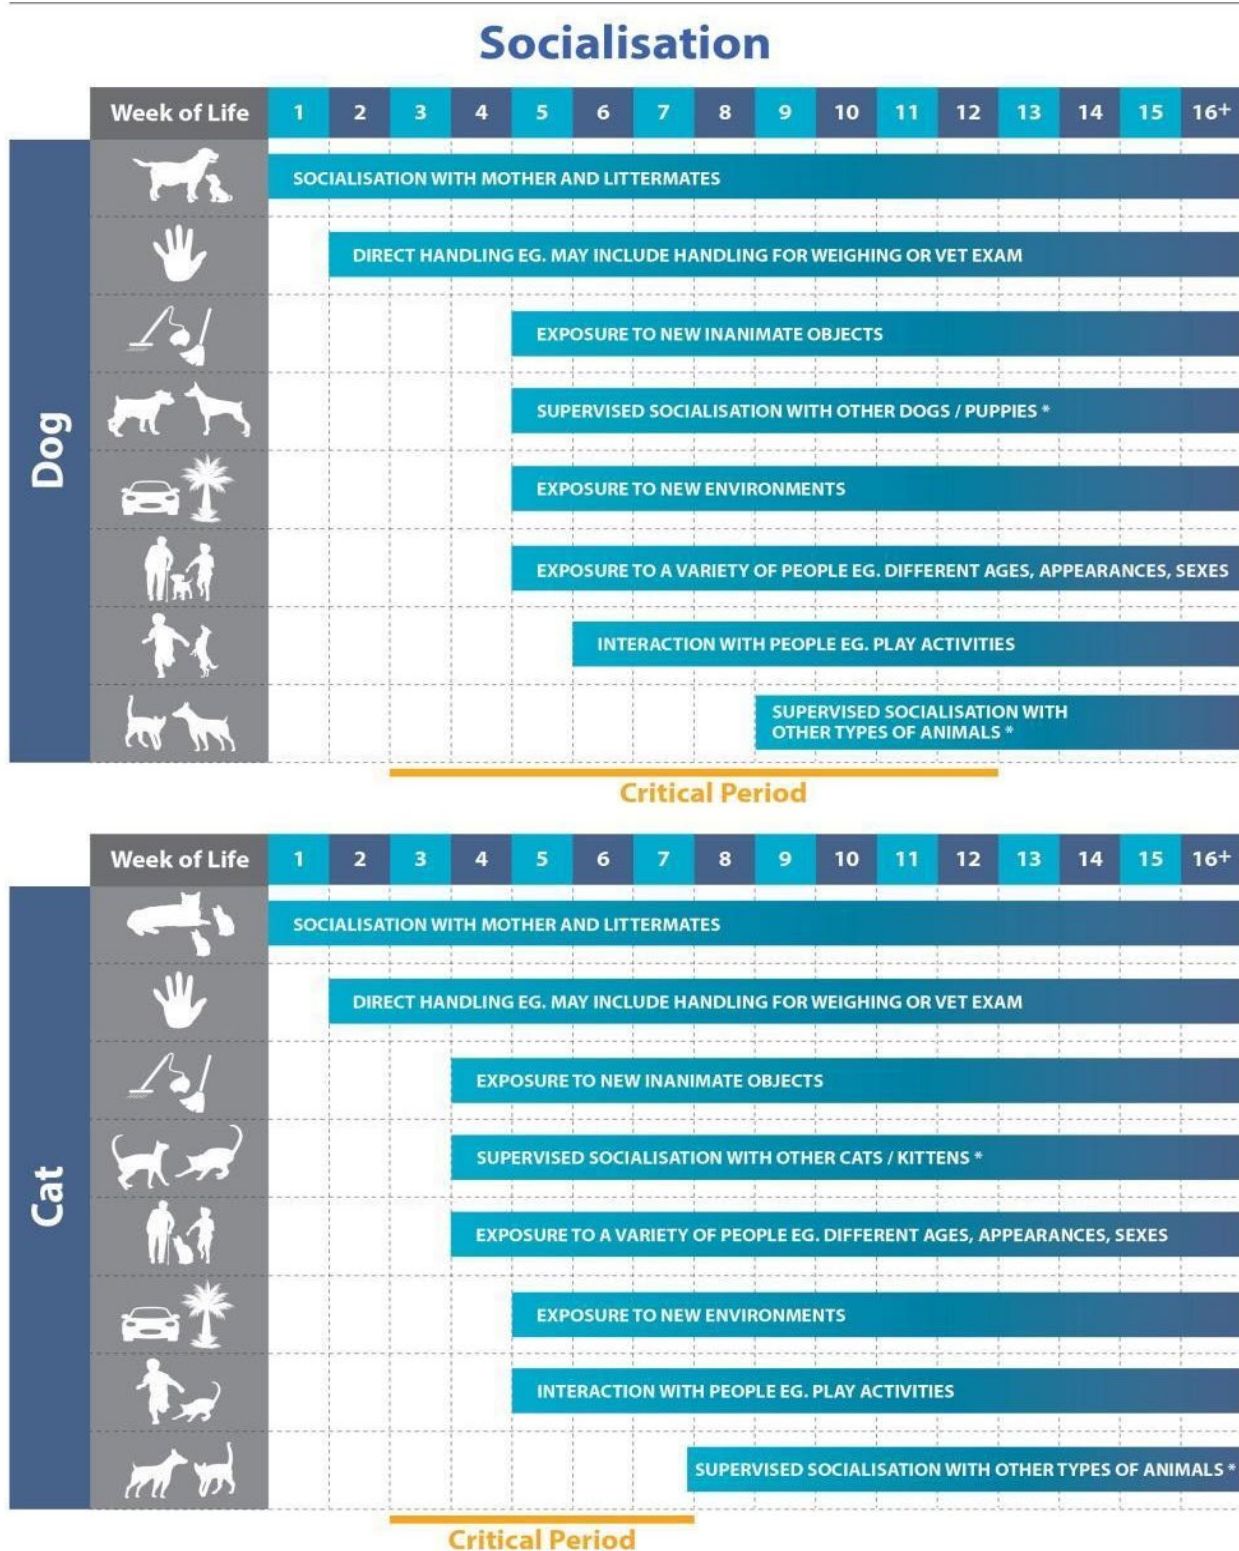 Socialisation
Week of Life 1 2 3 4 5 6 7 8 9 10 11 12 13 14 15 16+
Dog
SOCIALISATION WITH MOTHER AND LITTERMATES
DIRECT HANDLING EG. MAY INCLUDE HANDLING FOR WEIGHING OR VET EXAM
EXPOSURE TO NEW INANIMATE OBJECTS
SUPERVISED SOCIALISATION WITH OTHER DOGS / PUPPIES *
EXPOSURE TO NEW ENVIRONMENTS
EXPOSURE TO A VARIETY OF PEOPLE EG. DIFFERENT AGES, APPEARANCES, SEXES
INTERACTION WITH PEOPLE EG. PLAY ACTIVITIES
SUPERVISED SOCIALISATION WITH
OTHER TYPES OF ANIMALS *
Critical Period
Week of Life 1 2 3 4 5 6 7 8 9 10 11 12 13 14 15 16+
Cat
SOCIALISATION WITH MOTHER AND LITTERMATES
DIRECT HANDLING EG. MAY INCLUDE HANDLING FOR WEIGHING OR VET EXAM
EXPOSURE TO NEW INANIMATE OBJECTS
SUPERVISED SOCIALISATION WITH OTHER CATS / KITTENS *
EXPOSURE TO A VARIETY OF PEOPLE EG. DIFFERENT AGES, APPEARANCES, SEXES
EXPOSURE TO NEW ENVIRONMENTS
INTERACTION WITH PEOPLE EG. PLAY ACTIVITIES
SUPERVISED SOCIALISATION WITH OTHER TYPES OF ANIMALS *
Critical Period